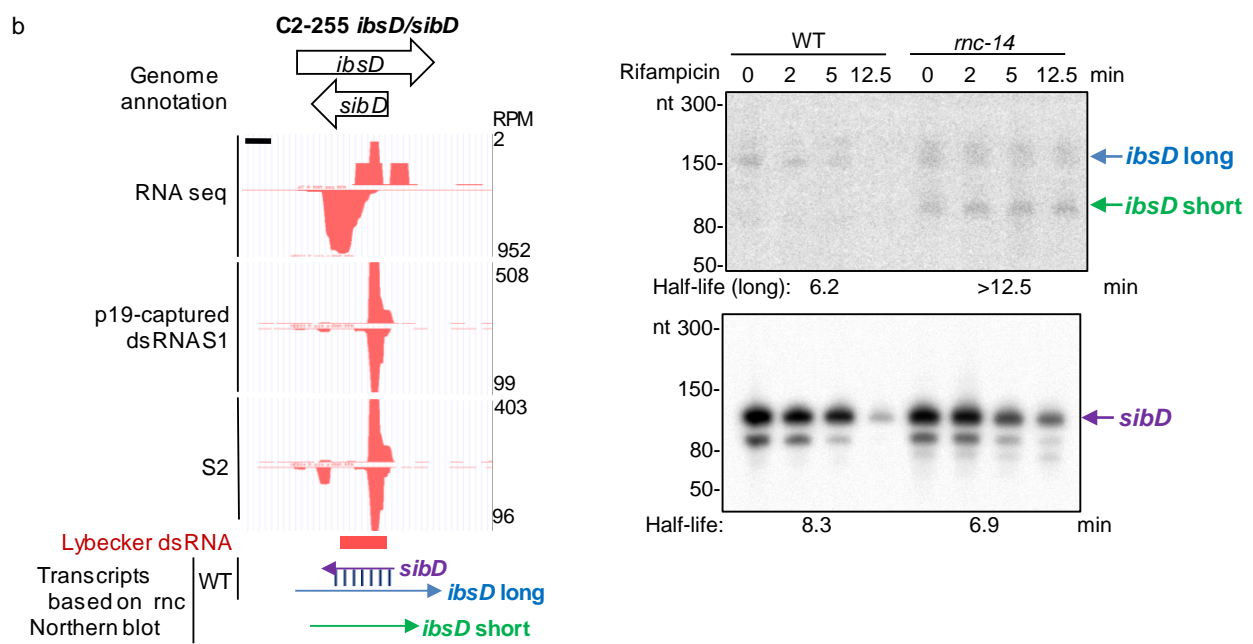 b
C2-255 ibsD/sibD
Genome
annotation
ibsD
sibD
RPM
2
RNA seq
952
508
p19-captured
dsRNAS1
99
403
S2
96
Lybecker dsRNA
Transcripts
based on rnc
Northern blot
WT
sibD
ibsD long
ibsD short
WT
rnc-14
Rifampicin 0 2 5 12.5 0 2 5 12.5 min
nt 300-
150-
80-
50-
ibsD long
ibsD short
Half-life (long): 6.2 >12.5 min
nt 300-
150-
80-
50-
sibD
Half-life: 8.3 6.9 min